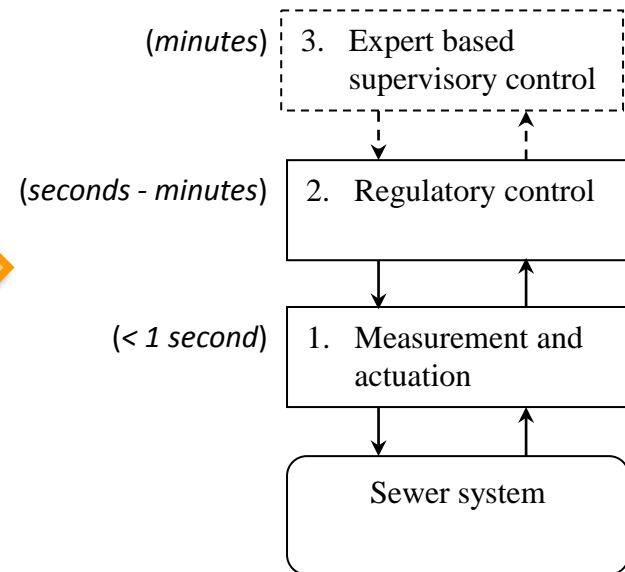 (minutes) 3. Expert based
supervisory control
(seconds - minutes) 2. Regulatory control
(< 1 second) 1. Measurement and
actuation
Sewer system